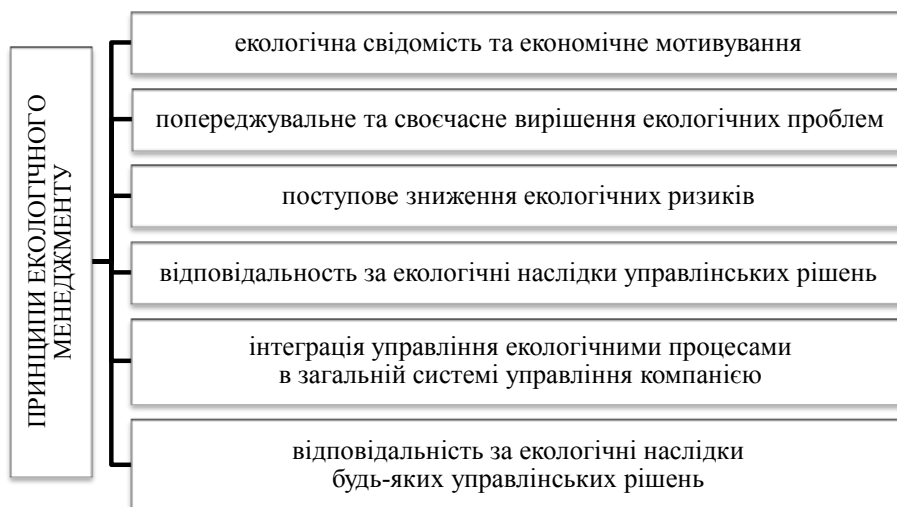 ПРИНЦИПИ ЕКОЛОГІЧНОГО
МЕНЕДЖМЕНТУ
екологічна свідомість та економічне мотивування
попереджувальне та своєчасне вирішення екологічних проблем
поступове зниження екологічних ризиків
відповідальность за екологічні наслідки управлінських рішень
інтеграція управління екологічними процесами
в загальній системі управління компанією
відповідальність за екологічні наслідки
будь-яких управлінських рішень